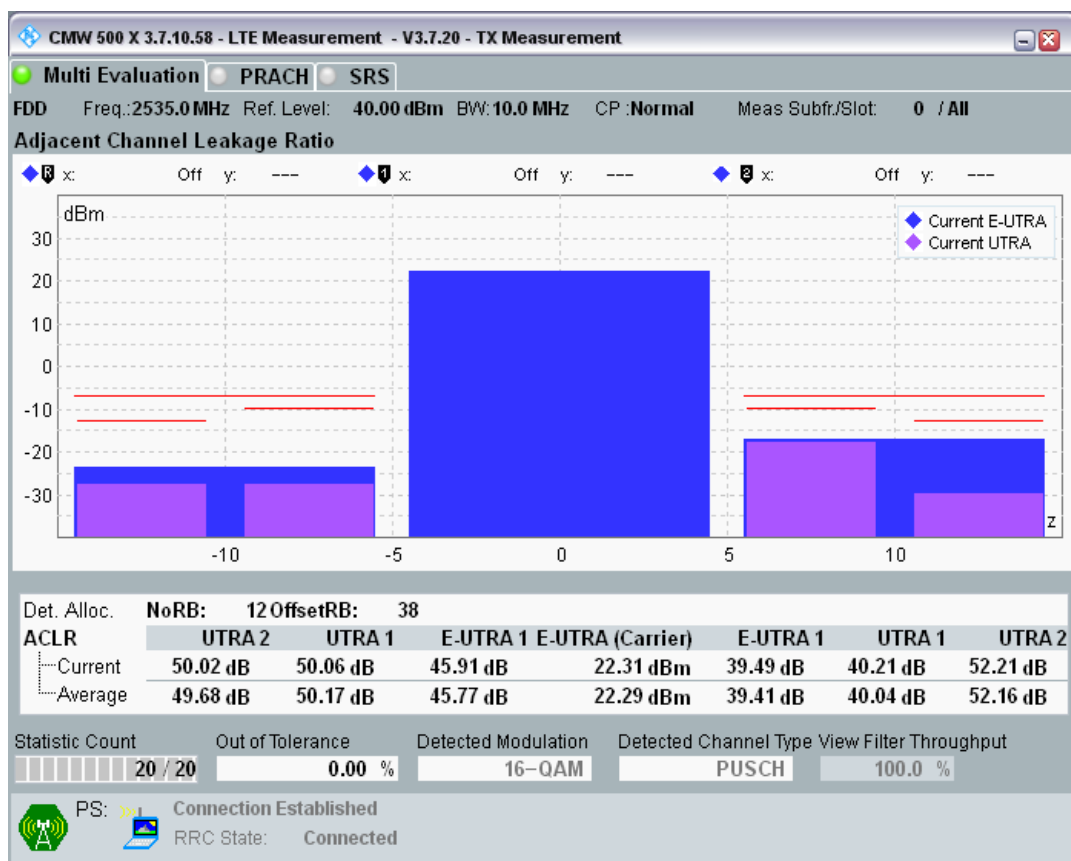 CMW 500 X 3.7.10.58 - LTE Measurement - V3.7.20 - TX Measurement
Multi Evaluation PRACH SRS
FDD Freq.:2535.0 MHz Ref. Level: 40.00 dBm BW: 10.0 MHz CP :Normal Meas Subfr./Slot: 0 / All
Adjacent Channel Leakage Ratio
R x: Off y: --- 1 x: Off y: --- 2 x: Off y: ---
dBm
Current E-UTRA
Current UTRA
30
20
10
0
-10
-20
-30
z
-10 -5 0 5 10
Det. Alloc. NoRB: 12 OffsetRB: 38
ACLR UTRA 2 UTRA 1 E-UTRA 1 E-UTRA (Carrier) E-UTRA 1 UTRA 1 UTRA 2
Current 50.02 dB 50.06 dB 45.91 dB 22.31 dBm 39.49 dB 40.21 dB 52.21 dB
Average 49.68 dB 50.17 dB 45.77 dB 22.29 dBm 39.41 dB 40.04 dB 52.16 dB
Statistic Count Out of Tolerance Detected Modulation Detected Channel Type View Filter Throughput
20 / 20 0.00 % 16-QAM PUSCH 100.0 %
PS: Connection Established
RRC State: Connected